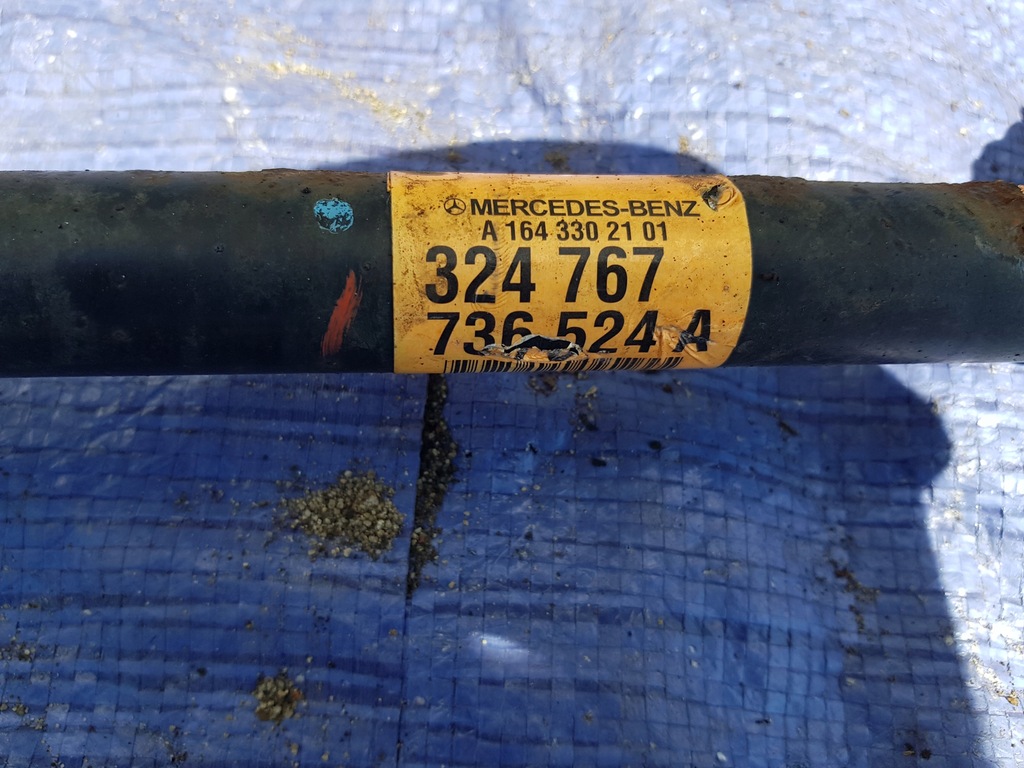 MERCEDES-BENZ
A 164 330 21 01
324 767
736 524 A